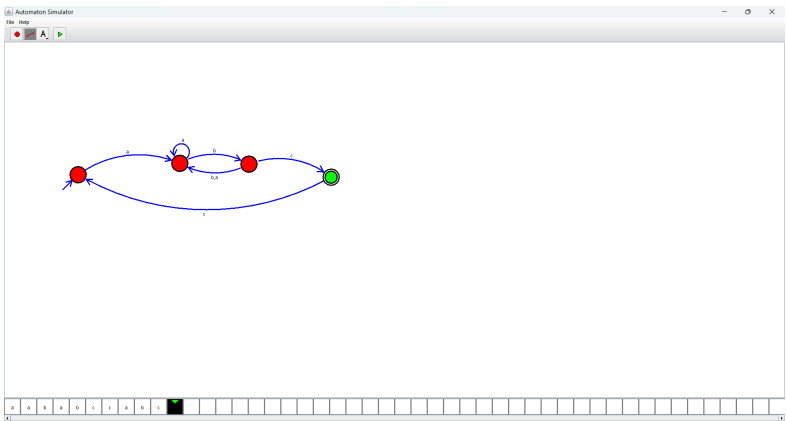 Automaton Simulator
File Help
A
a
a
b
c
b,a
c
a a b a b c c a b c